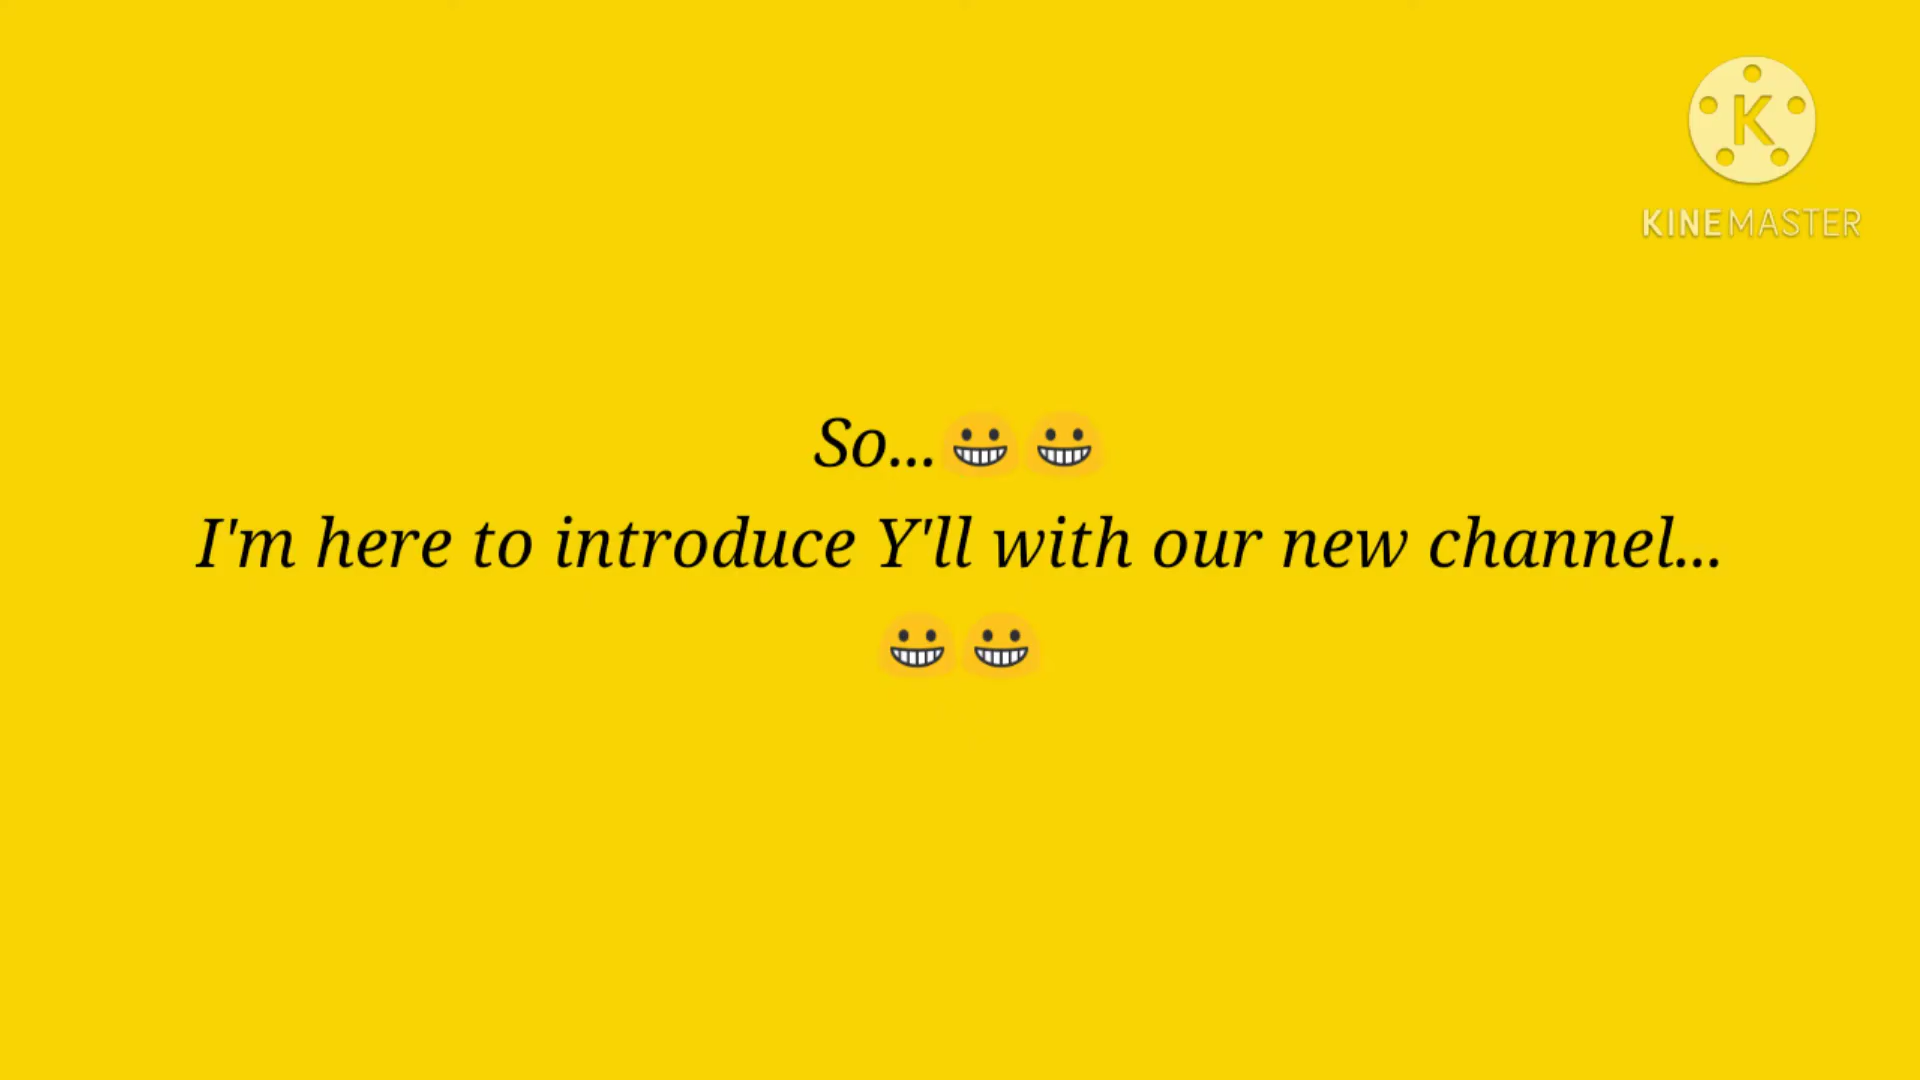 K
KINEMASTER
So...😀😀
I'm here to introduce Y'll with our new channel...
😀😀